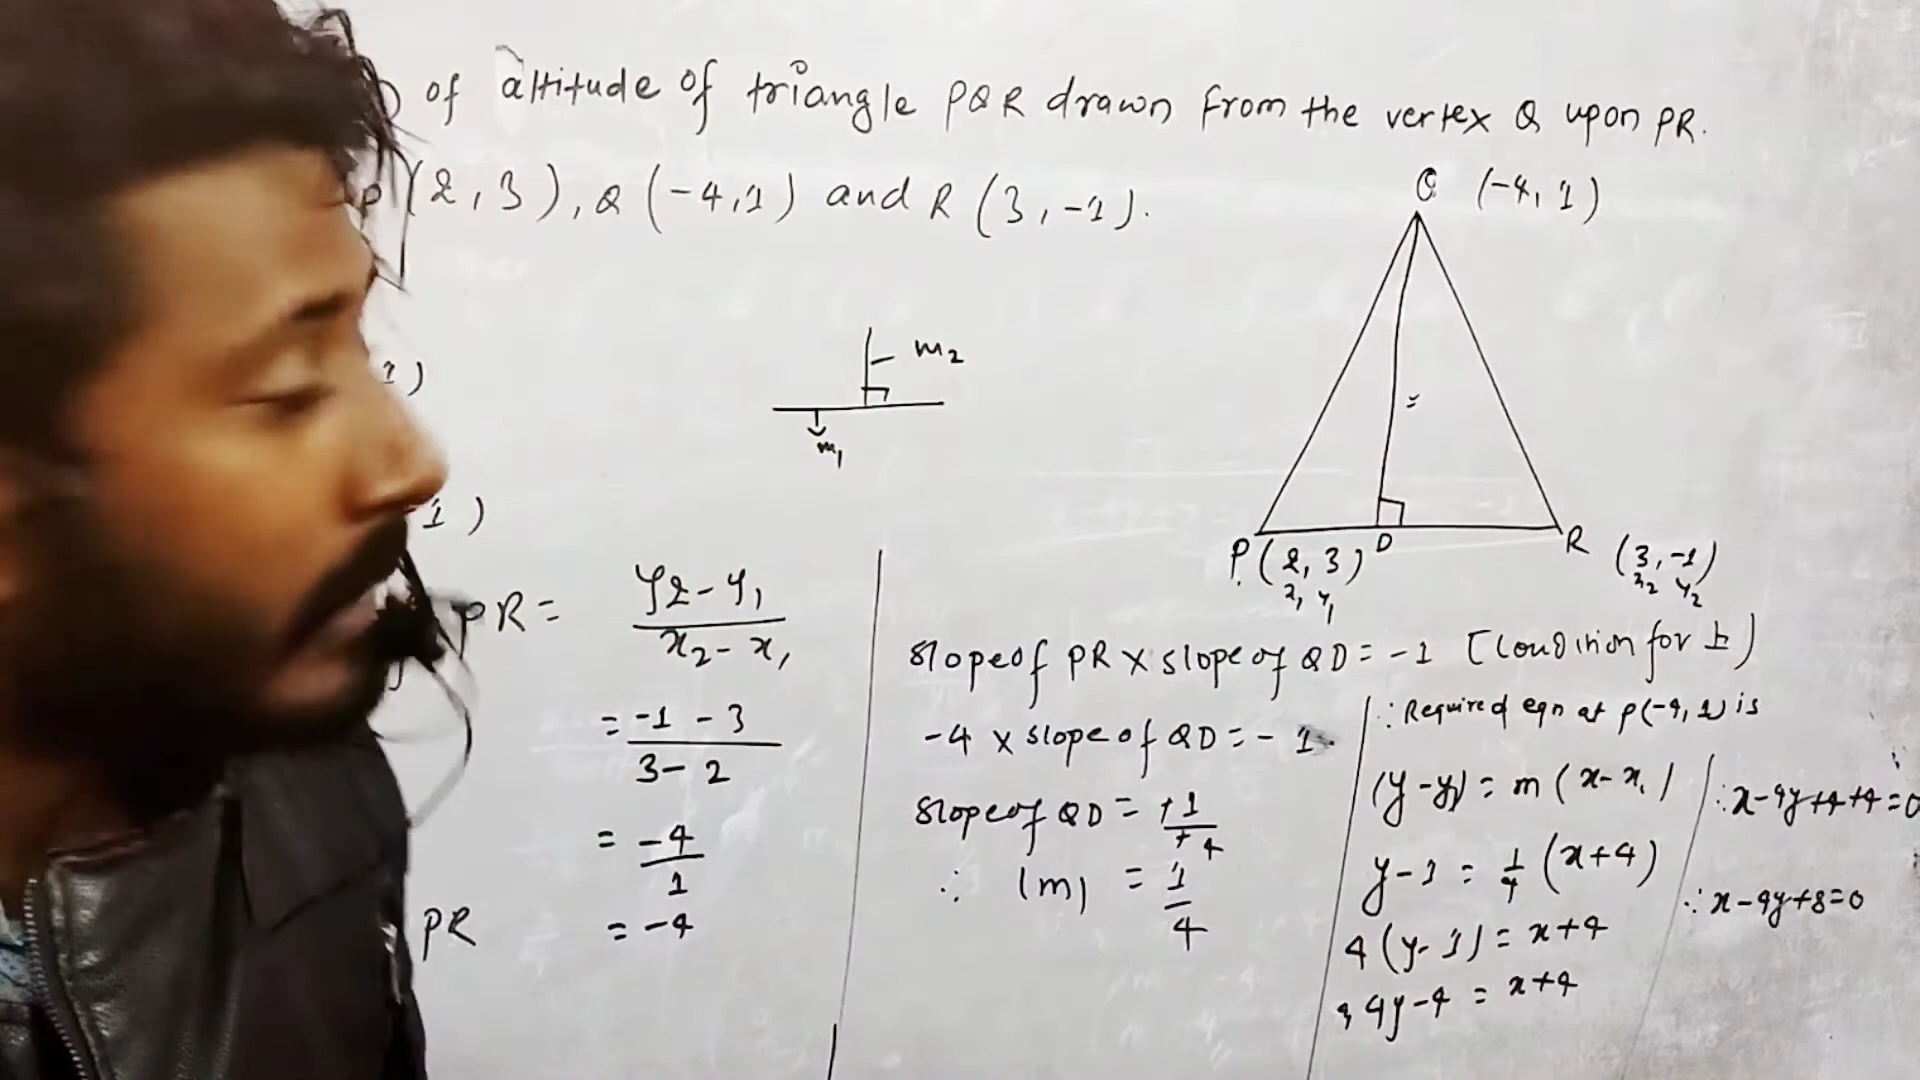 of altitude of triangle PQR drawn from the vertex Q upon PR.
P(2,3), Q(-4,1) and R(3,-1).
Q (-4,1)
m2
m1
1)
P(2,3)
x1 y1
D
R (3,-1)
x2 y2
PR = y2-y1/x2-x1
= -1-3/3-2
= -4/1
PR = -4
slope of PR x slope of QD = -1 [Condition for ⊥)
-4 x slope of QD = -1
slope of QD = +1/+4
∴ (m) = 1/4
∴ Required eqn at P(-4,1) is
(y-y1) = m(x-x1)
y-1 = 1/4 (x+4)
4(y-1) = x+4
4y-4 = x+4
∴ x-4y+4+4=0
∴ x-4y+8=0